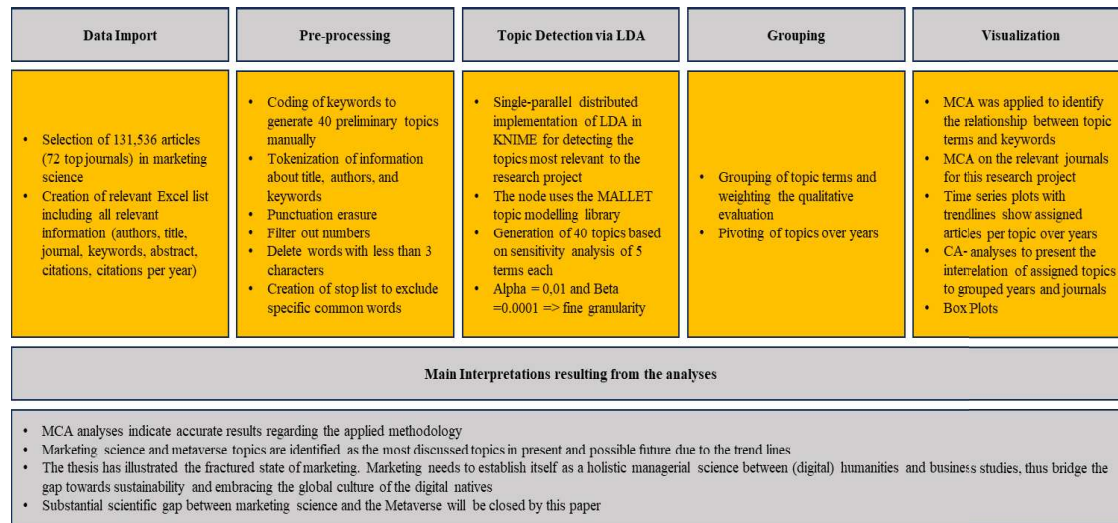 Data Import
Pre-processing
Topic Detection via LDA
Grouping
Visualization
• Selection of 131,536 articles
(72 top journals) in marketing
science
• Creation of relevant Excel list
including all relevant
information (authors, title,
journal, keywords, abstract,
citations, citations per year)
• Coding of keywords to
generate 40 preliminary topics
manually
• Tokenization of information
about title, authors, and
keywords
• Punctuation erasure
• Filter out numbers
• Delete words with less than 3
characters
• Creation of stop list to exclude
specific common words
• Single-parallel distributed
implementation of LDA in
KNIME for detecting the
topics most relevant to the
research project
• The node uses the MALLET
topic modelling library
• Generation of 40 topics based
on sensitivity analysis of 5
terms each
• Alpha = 0,01 and Beta
=0.0001 => fine granularity
• Grouping of topic terms and
weighting the qualitative
evaluation
• Pivoting of topics over years
• MCA was applied to identify
the relationship between topic
terms and keywords
• MCA on the relevant journals
for this research project
• Time series plots with
trendlines show assigned
articles per topic over years
• CA- analyses to present the
interrelation of assigned topics
to grouped years and journals
• Box Plots
Main Interpretations resulting from the analyses
• MCA analyses indicate accurate results regarding the applied methodology
• Marketing science and metaverse topics are identified as the most discussed topics in present and possible future due to the trend lines
• The thesis has illustrated the fractured state of marketing. Marketing needs to establish itself as a holistic managerial science between (digital) humanities and business studies, thus bridge the
gap towards sustainability and embracing the global culture of the digital natives
• Substantial scientific gap between marketing science and the Metaverse will be closed by this paper